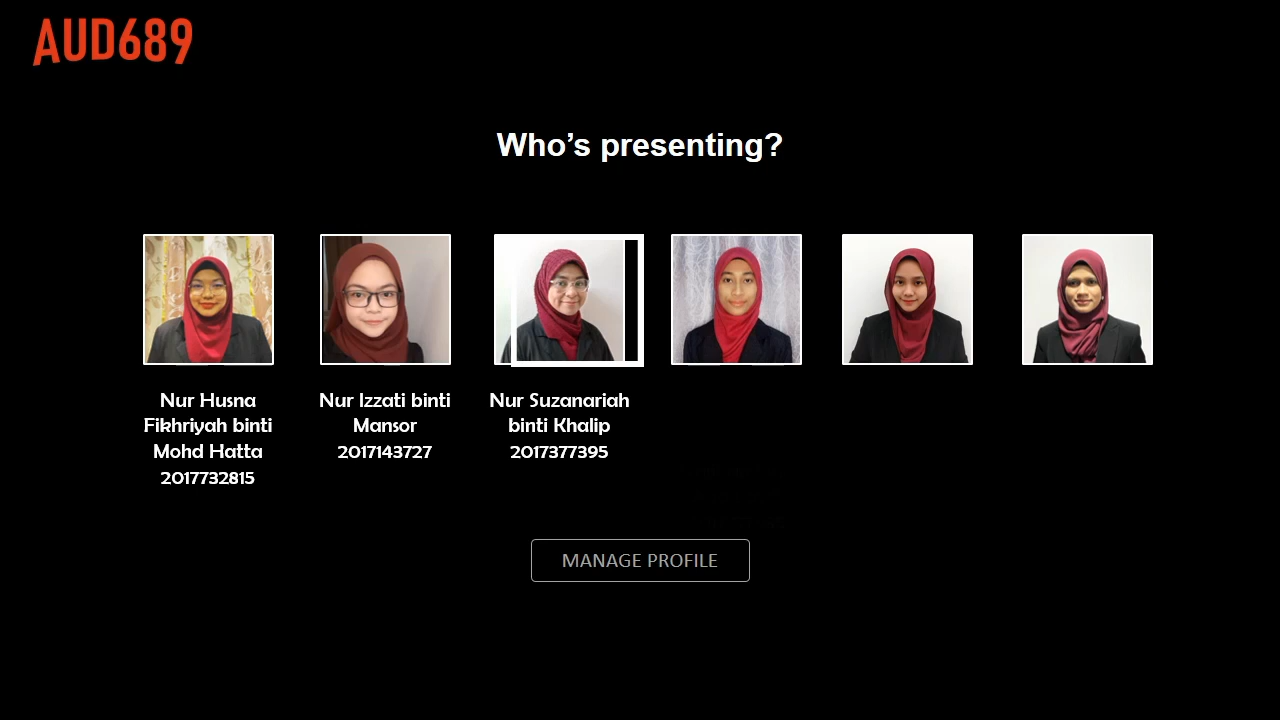 AUD689
Who's presenting?
Nur Husna
Fikhriyah binti
Mohd Hatta
2017732815
Nur Izzati binti
Mansor
2017143727
Nur Suzanariah
binti Khalip
2017377395
MANAGE PROFILE